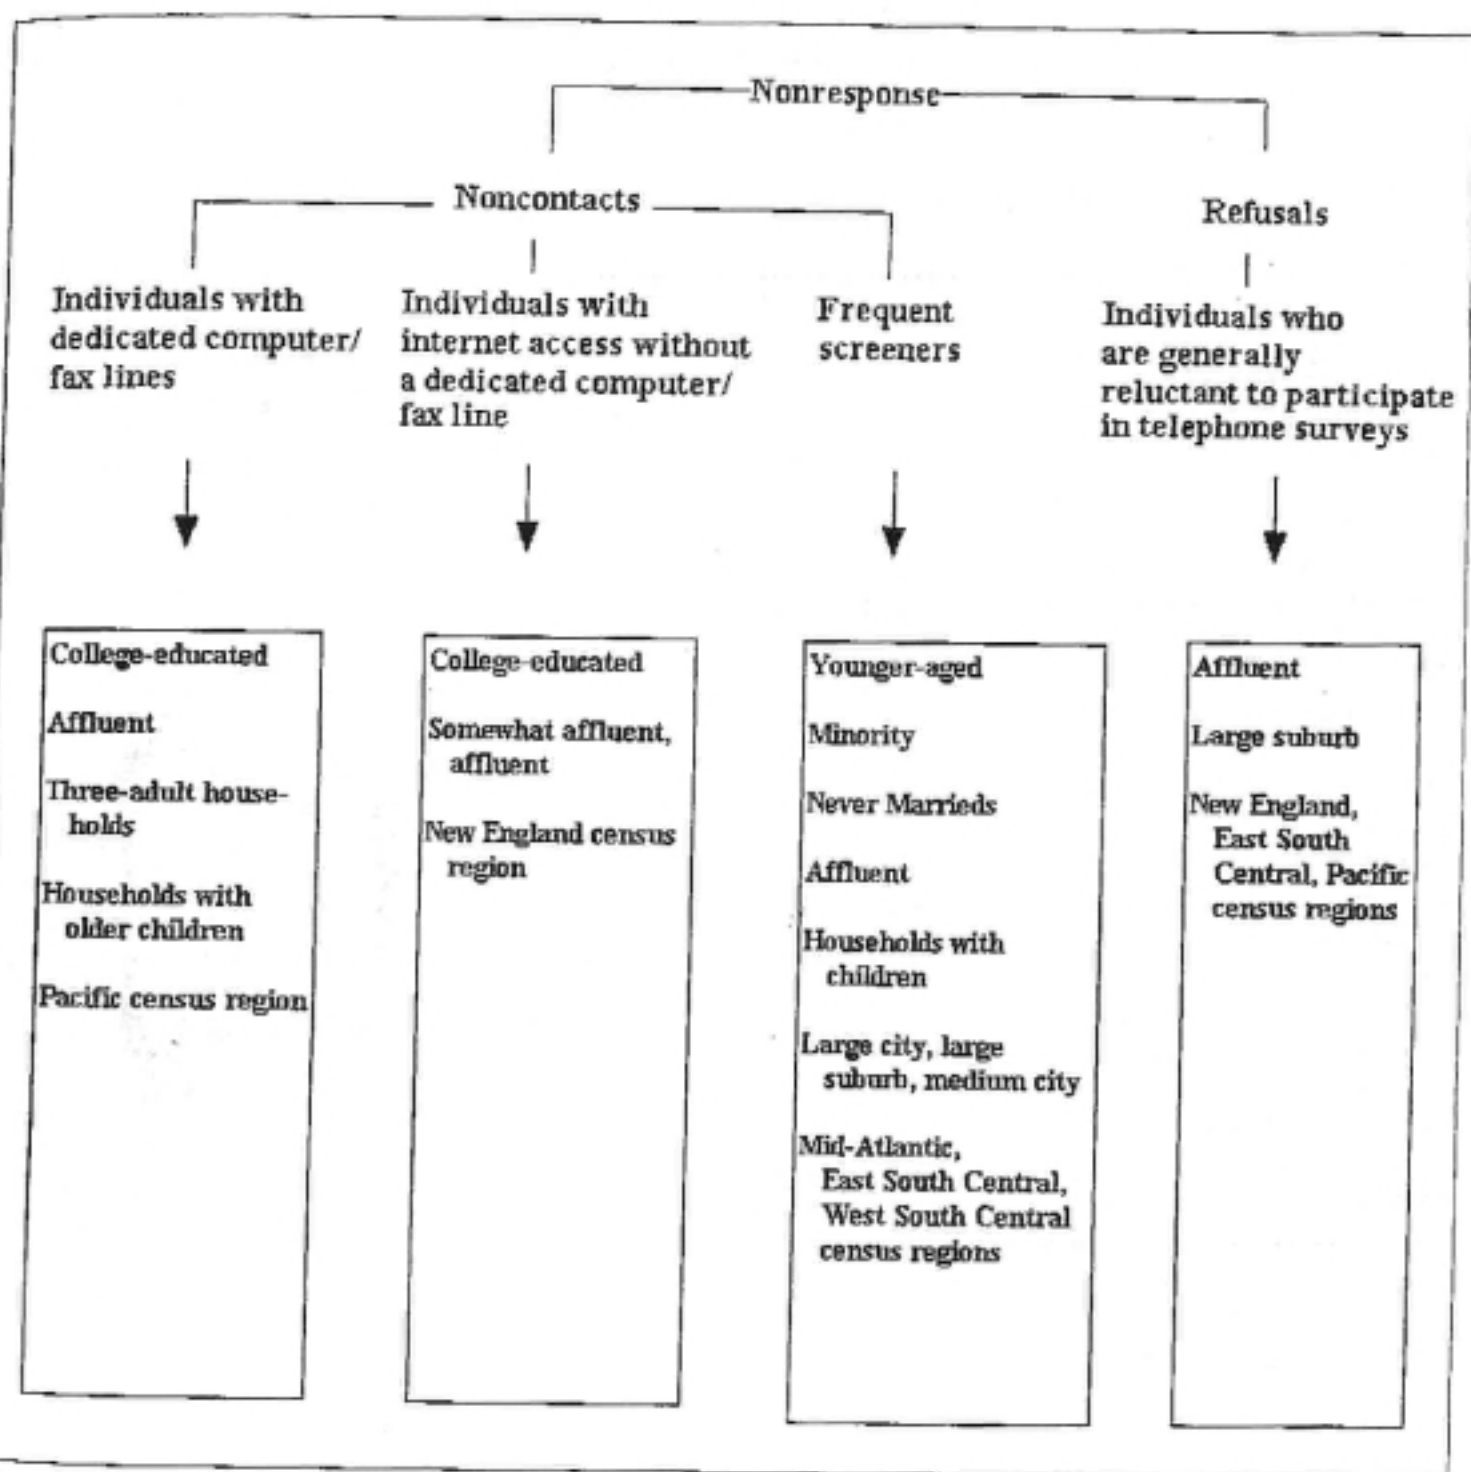 Nonresponse
Noncontacts
Refusals
Individuals with
dedicated computer/
fax lines
Individuals with
internet access without
a dedicated computer/
fax line
Frequent
screeners
Individuals who
are generally
reluctant to participate
in telephone surveys
College-educated
Affluent
Three-adult house-
holds
Households with
older children
Pacific census region
College-educated
Somewhat affluent,
affluent
New England census
region
Younger-aged
Minority
Never Marrieds
Affluent
Households with
children
Large city, large
suburb, medium city
Mid-Atlantic,
East South Central,
West South Central
census regions
Affluent
Large suburb
New England,
East South
Central, Pacific
census regions